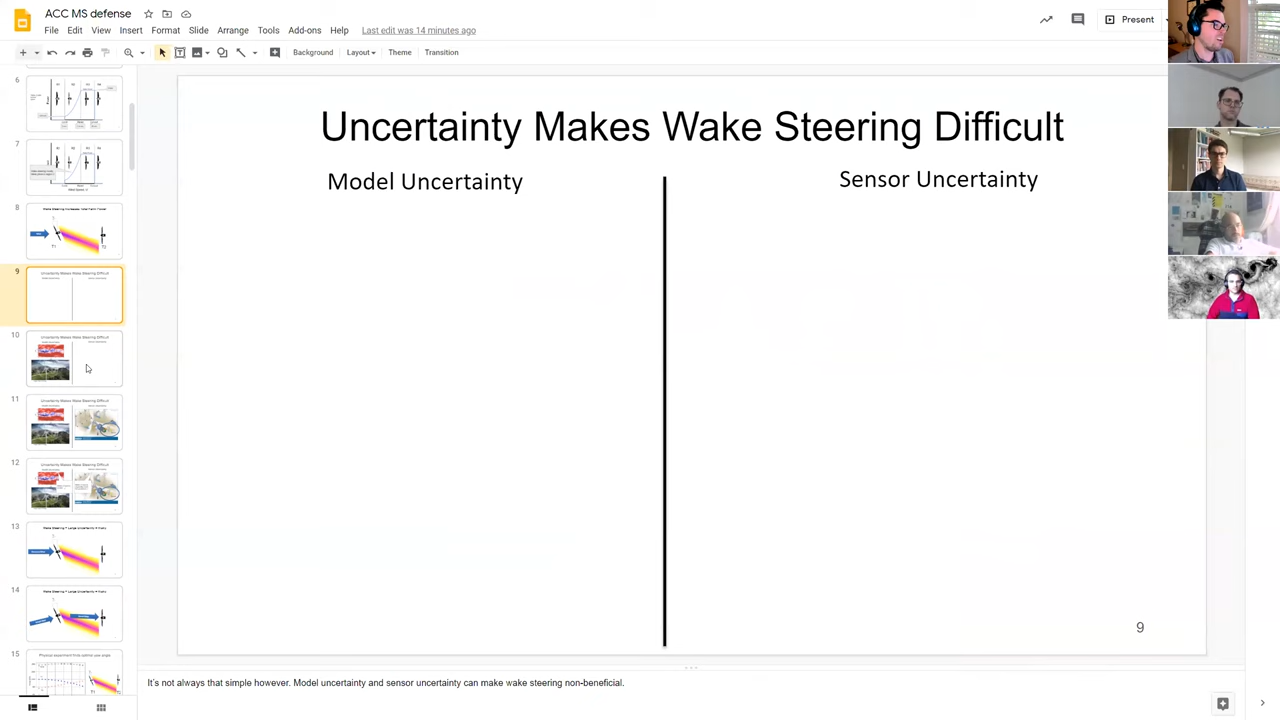 ACC MS defense
File Edit View Insert Format Slide Arrange Tools Add-ons Help Last edit was 14 minutes ago
Present
Background Layout Theme Transition
6
7
8
9
10
11
12
13
14
15
Uncertainty Makes Wake Steering Difficult
Model Uncertainty
Sensor Uncertainty
9
It's not always that simple however. Model uncertainty and sensor uncertainty can make wake steering non-beneficial.